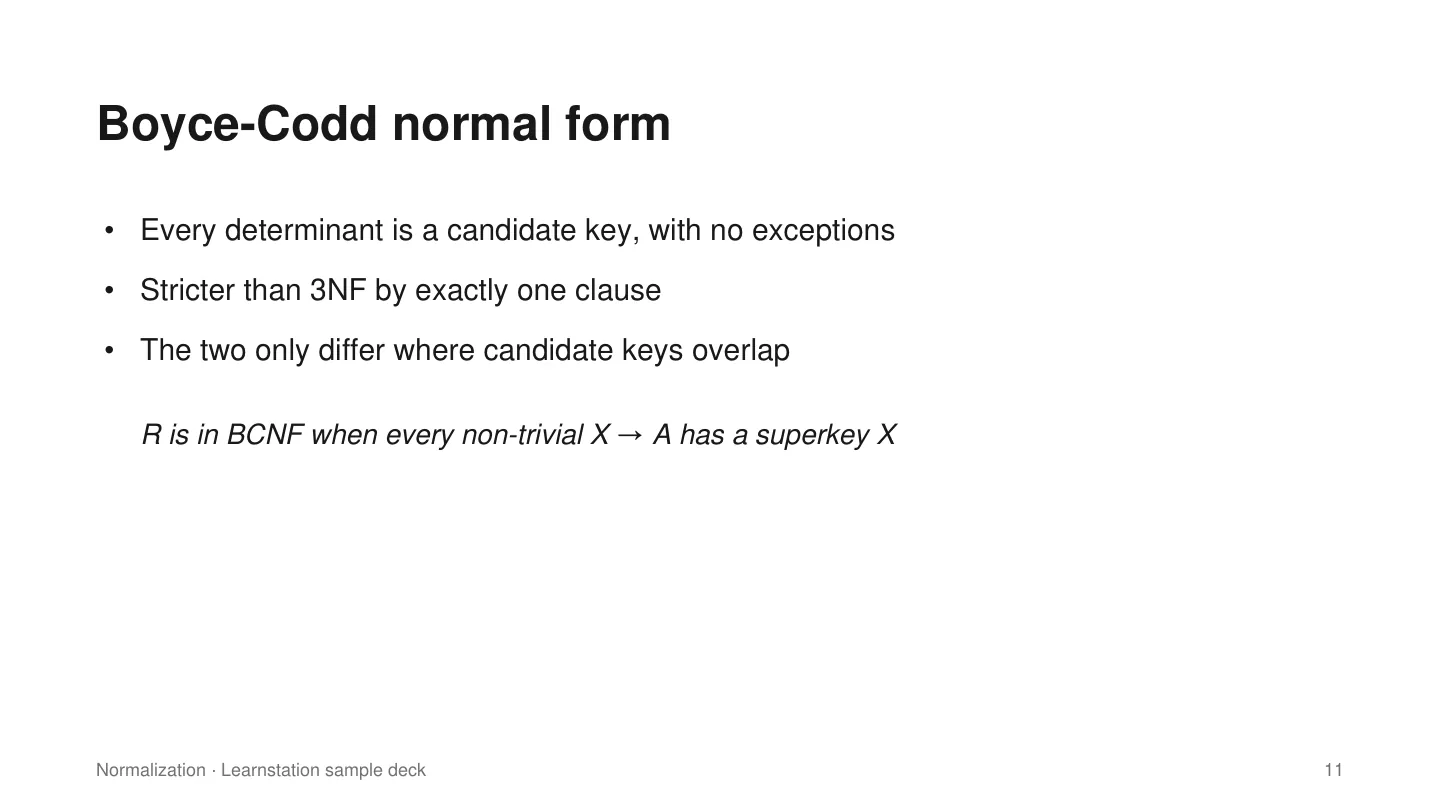 Boyce-Codd normal form
• Every determinant is a candidate key, with no exceptions
• Stricter than 3NF by exactly one clause
• The two only differ where candidate keys overlap
R is in BCNF when every non-trivial X → A has a superkey X
Normalization · Learnstation sample deck
11